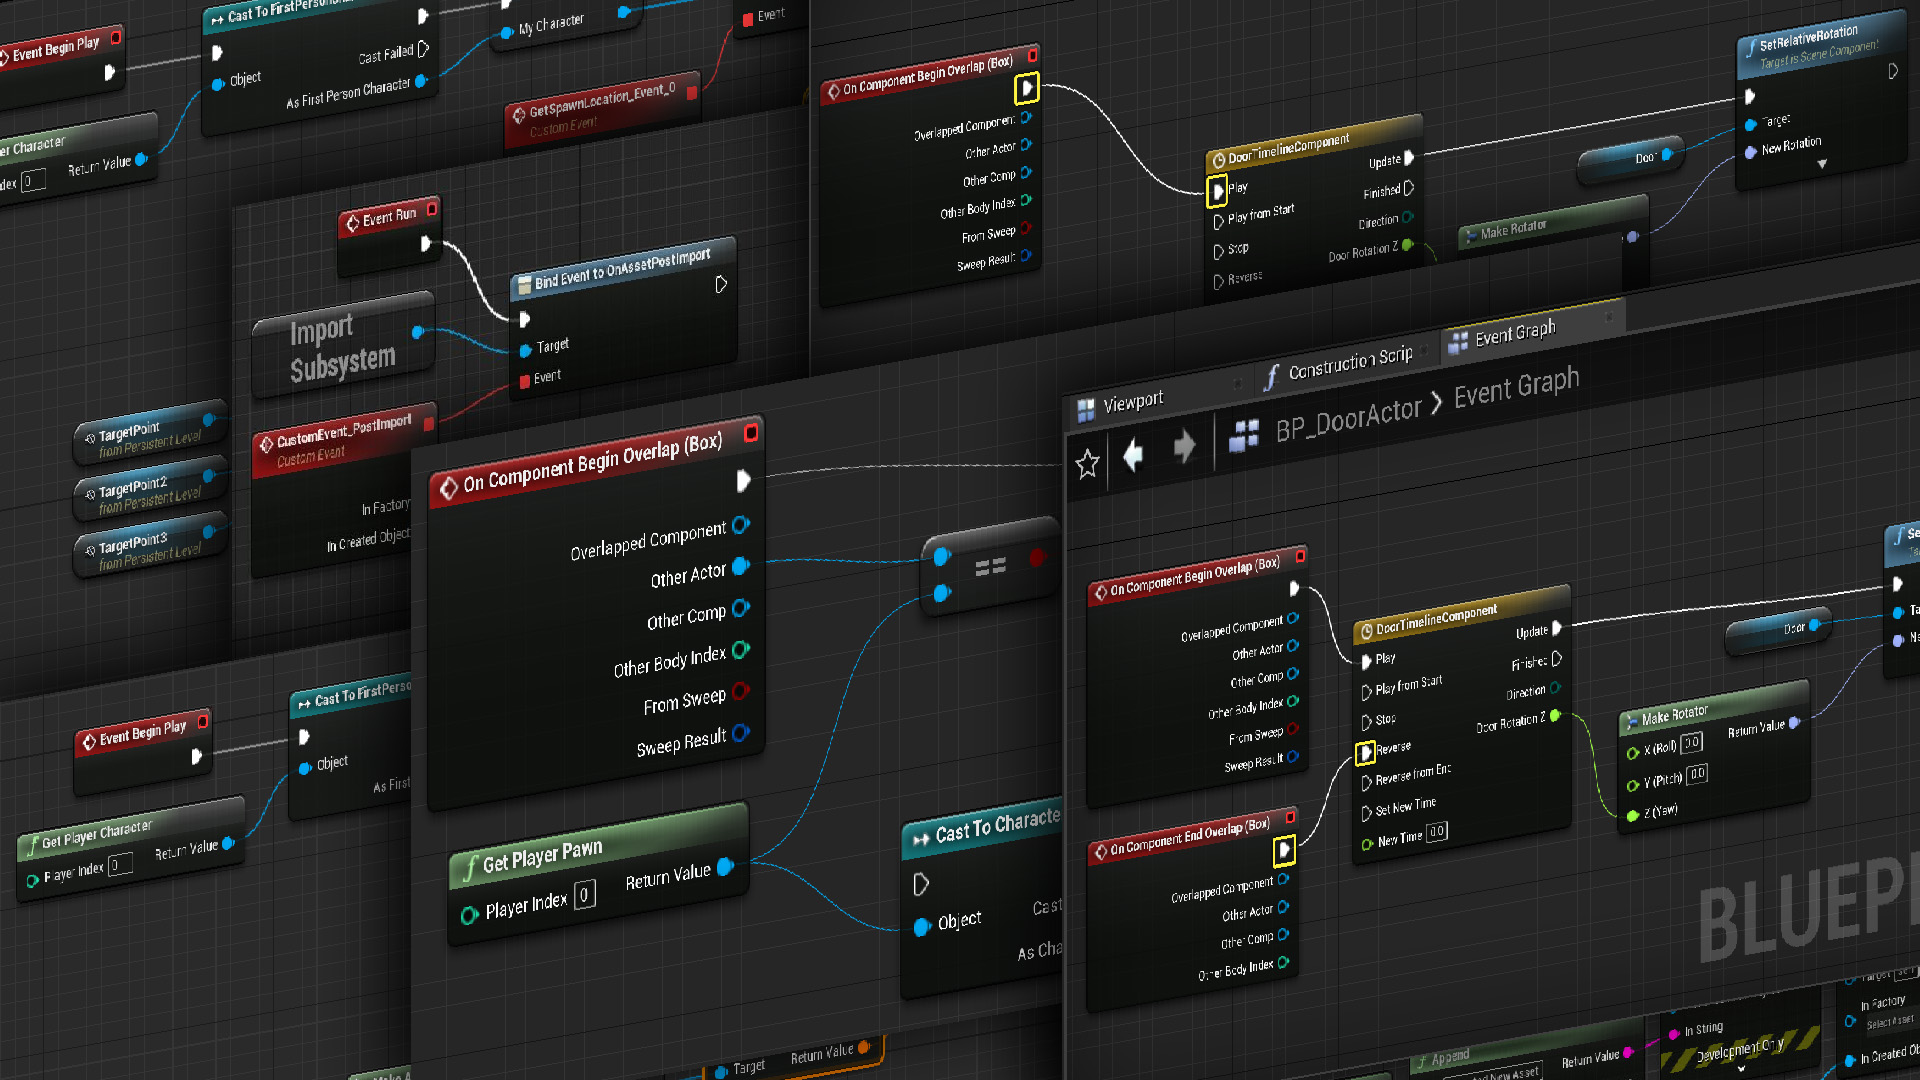 Event Begin Play
Cast To FirstPerson
Object
Cast Failed
As First Person Character
My Character
Event
Character
0
Return Value
GetSpawnLocation_Event_0
Custom Event
Event Run
Bind Event to OnAssetPostImport
Target
Event
Import
Subsystem
CustomEvent_PostImport
Custom Event
In Factory
In Created Object
TargetPoint
from Persistent Level
TargetPoint2
from Persistent Level
TargetPoint3
from Persistent Level
On Component Begin Overlap (Box)
Overlapped Component
Other Actor
Other Comp
Other Body Index
From Sweep
Sweep Result
DoorTimelineComponent
Play
Play from Start
Stop
Reverse
Update
Finished
Direction
Door Rotation Z
Door
Make Rotator
SetRelativeRotation
Target is Scene Component
Target
New Rotation
Event Begin Play
Cast To FirstPerso
Object
As First
Get Player Character
Player Index 0
Return Value
On Component Begin Overlap (Box)
Overlapped Component
Other Actor
Other Comp
Other Body Index
From Sweep
Sweep Result
==
Get Player Pawn
Player Index 0
Return Value
Cast To Characte
Object
Cast
As Cha
Target
Return Value
Viewport
Construction Scrip
Event Graph
BP_DoorActor > Event Graph
On Component Begin Overlap (Box)
Overlapped Component
Other Actor
Other Comp
Other Body Index
From Sweep
Sweep Result
On Component End Overlap (Box)
Overlapped Component
Other Actor
Other Comp
Other Body Index
DoorTimelineComponent
Play
Play from Start
Stop
Reverse
Reverse from End
Set New Time
New Time 0.0
Update
Finished
Direction
Door Rotation Z
Door
Make Rotator
X (Roll) 0.0
Y (Pitch) 0.0
Z (Yaw)
Return Value
BLUEP
Append
New Asset
Return Value
In String
Development Only
Target self
In Factory
Select Asset
In Created Ob